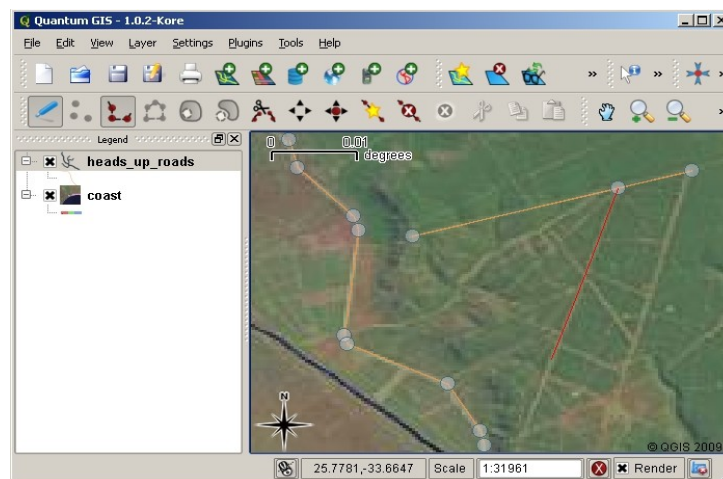 Quantum GIS - 1.0.2-Kore
File Edit View Layer Settings Plugins Tools Help
Legend
heads_up_roads
coast
0 0.01
degrees
N
© QGIS 2009
25.7781,-33.6647 Scale 1:31961 Render